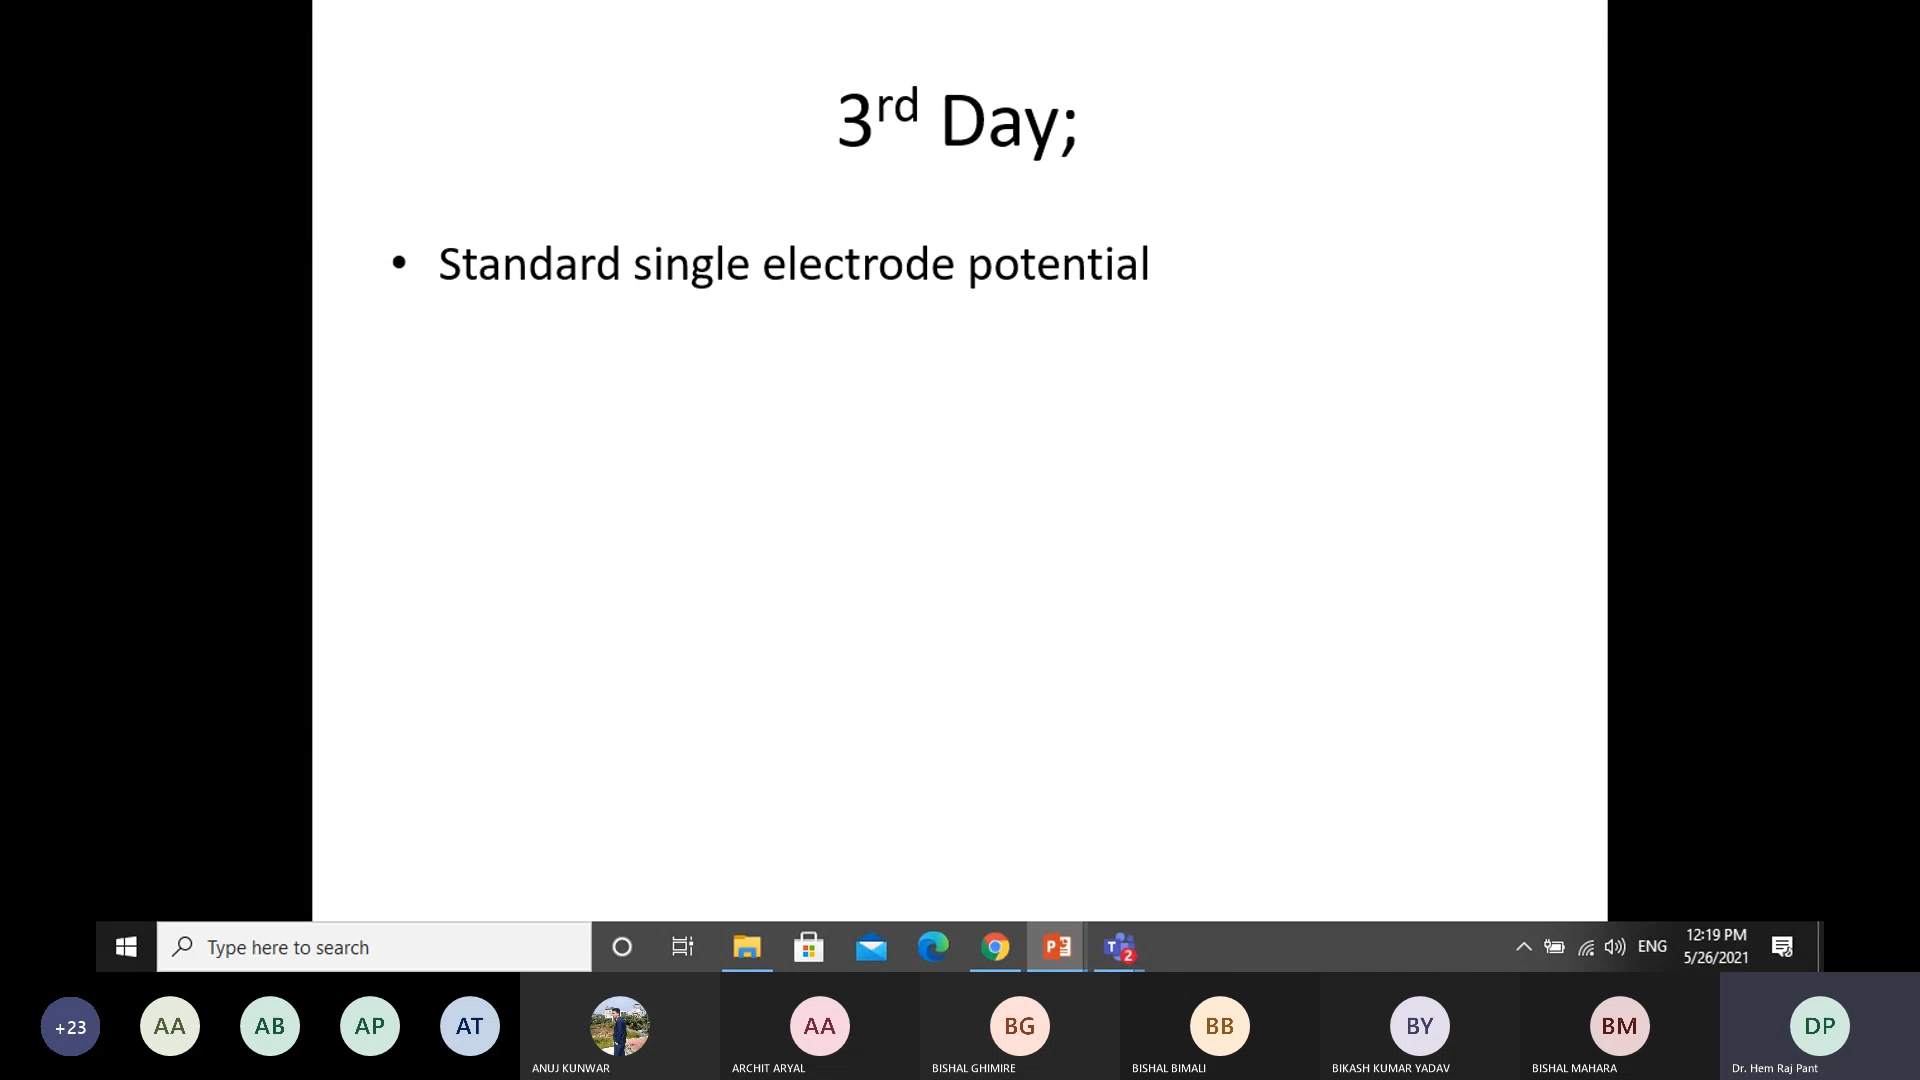 3rd Day;
• Standard single electrode potential
Type here to search
ENG
12:19 PM
5/26/2021
2
+23
AA
AB
AP
AT
AA
BG
BB
BY
BM
DP
ANUJ KUNWAR
ARCHIT ARYAL
BISHAL GHIMIRE
BISHAL BIMALI
BIKASH KUMAR YADAV
BISHAL MAHARA
Dr. Hem Raj Pant